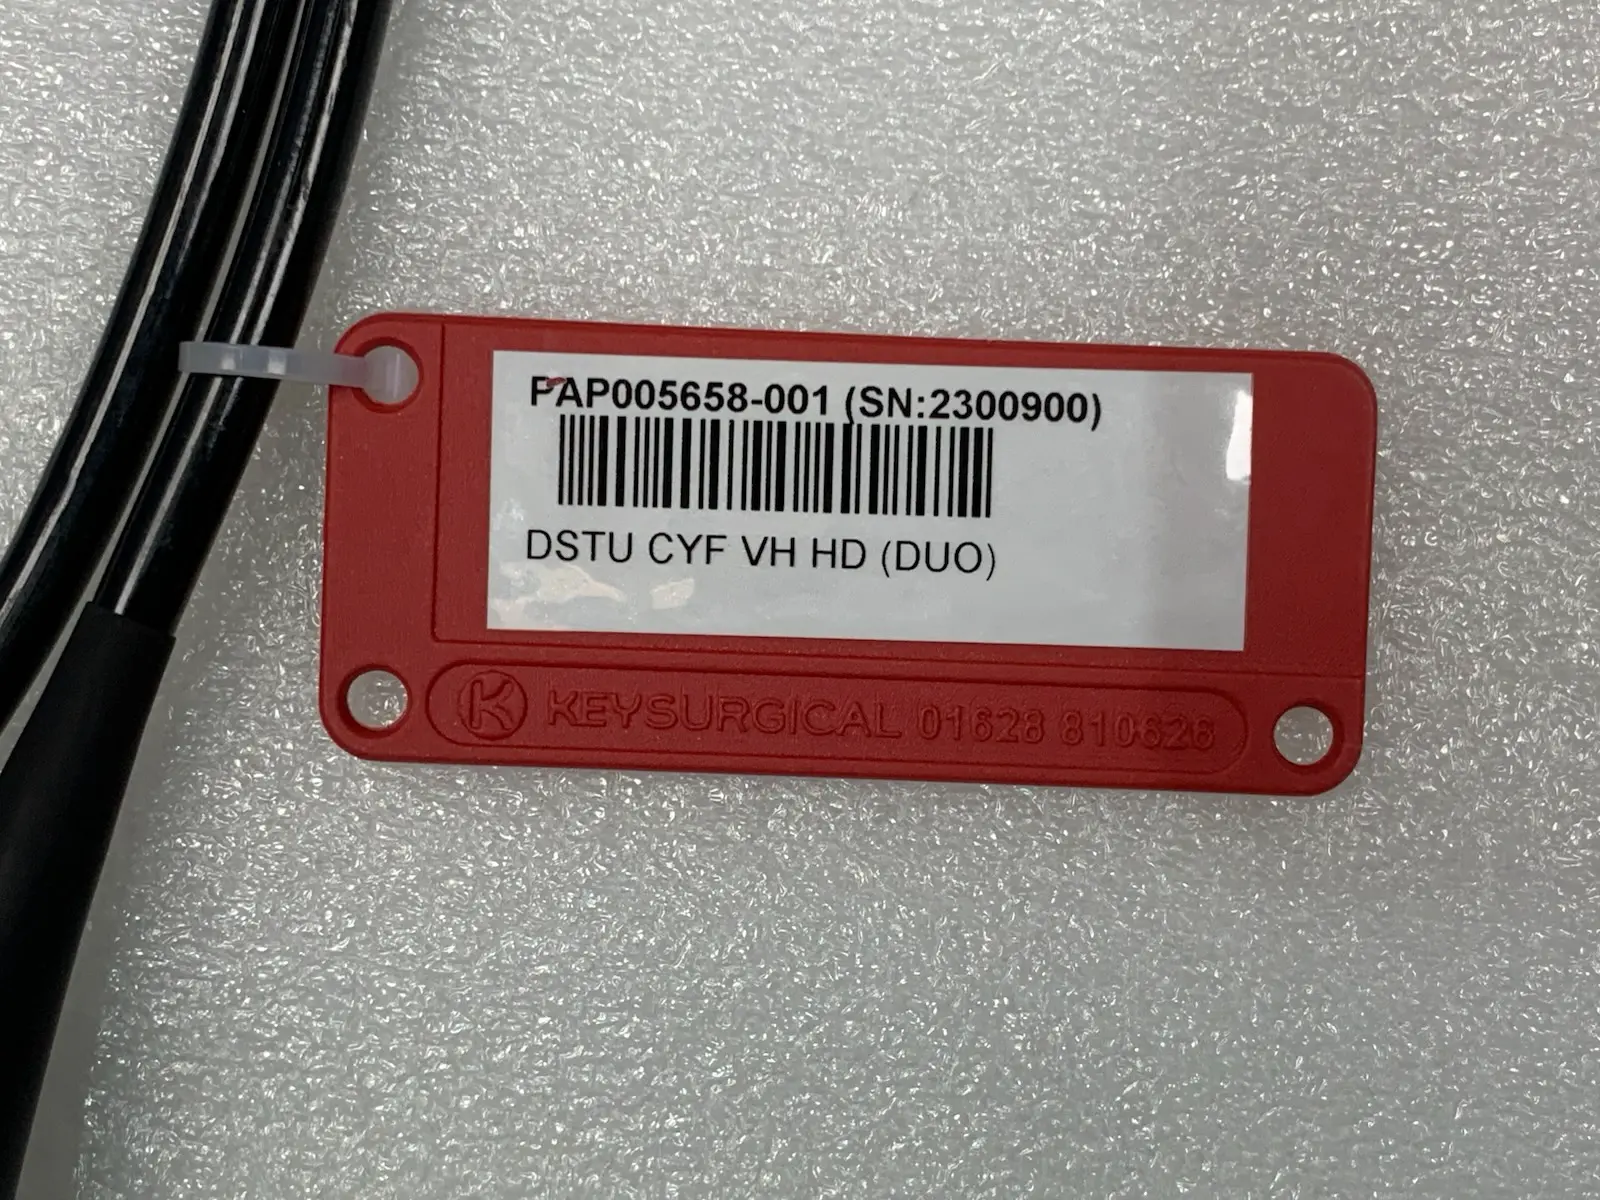 PAP005658-001 (SN:2300900)
DSTU CYF VH HD (DUO)
K KEYSURGICAL 01628 810626